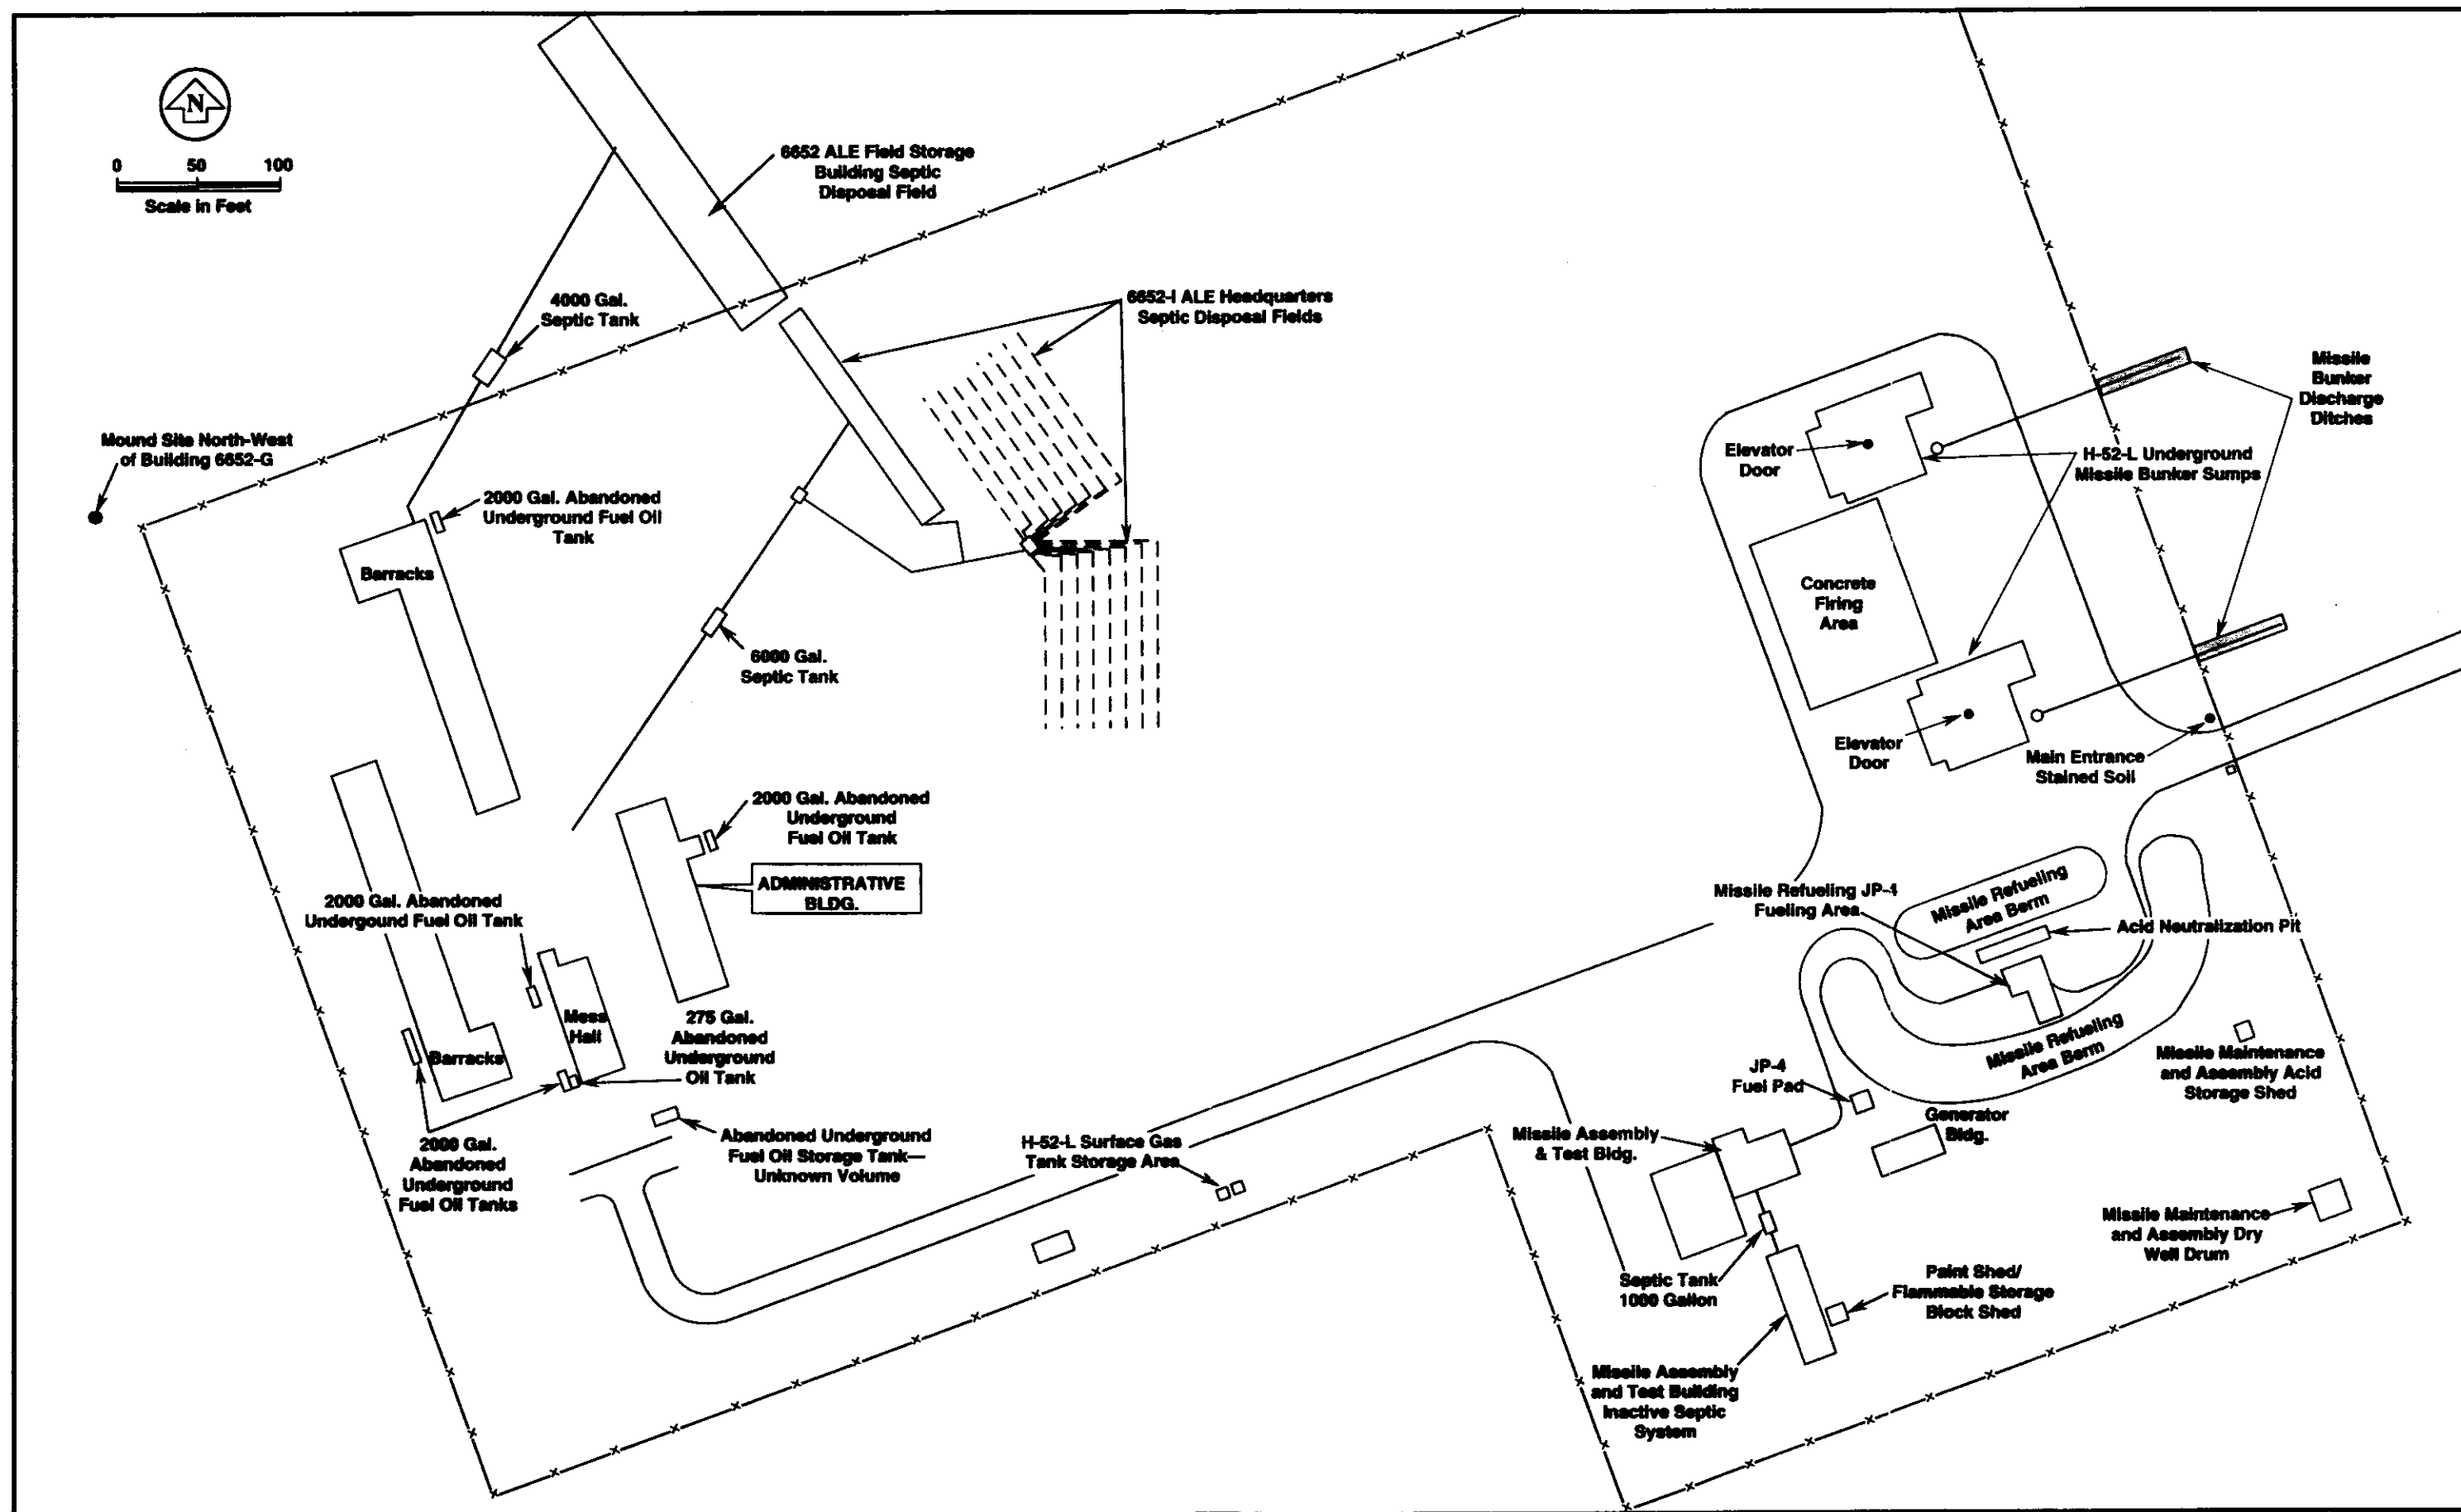 N
0 50 100
Scale in Feet
6652 ALE Field Storage
Building Septic
Disposal Field
4000 Gal.
Septic Tank
6652-I ALE Headquarters
Septic Disposal Fields
Missile
Bunker
Discharge
Ditches
Mound Site North-West
of Building 6652-G
Elevator
Door
H-52-L Underground
Missile Bunker Sumps
2000 Gal. Abandoned
Underground Fuel Oil
Tank
Barracks
Concrete
Firing
Area
6000 Gal.
Septic Tank
Elevator
Door
Main Entrance
Stained Soil
2000 Gal. Abandoned
Underground
Fuel Oil Tank
ADMINISTRATIVE
BLDG.
2000 Gal. Abandoned
Undergound Fuel Oil Tank
Missile Refueling JP-4
Fueling Area
Missile Refueling
Area Berm
Acid Neutralization Pit
Mess
Hall
275 Gal.
Abandoned
Underground
Oil Tank
Barracks
Missile Refueling
Area Berm
Missile Maintenance
and Assembly Acid
Storage Shed
JP-4
Fuel Pad
Generator
Bldg.
2000 Gal.
Abandoned
Underground
Fuel Oil Tanks
Abandoned Underground
Fuel Oil Storage Tank—
Unknown Volume
H-52-L Surface Gas
Tank Storage Area
Missile Assembly
& Test Bldg.
Missile Maintenance
and Assembly Dry
Well Drum
Septic Tank
1000 Gallon
Paint Shed/
Flammable Storage
Block Shed
Missile Assembly
and Test Building
Inactive Septic
System